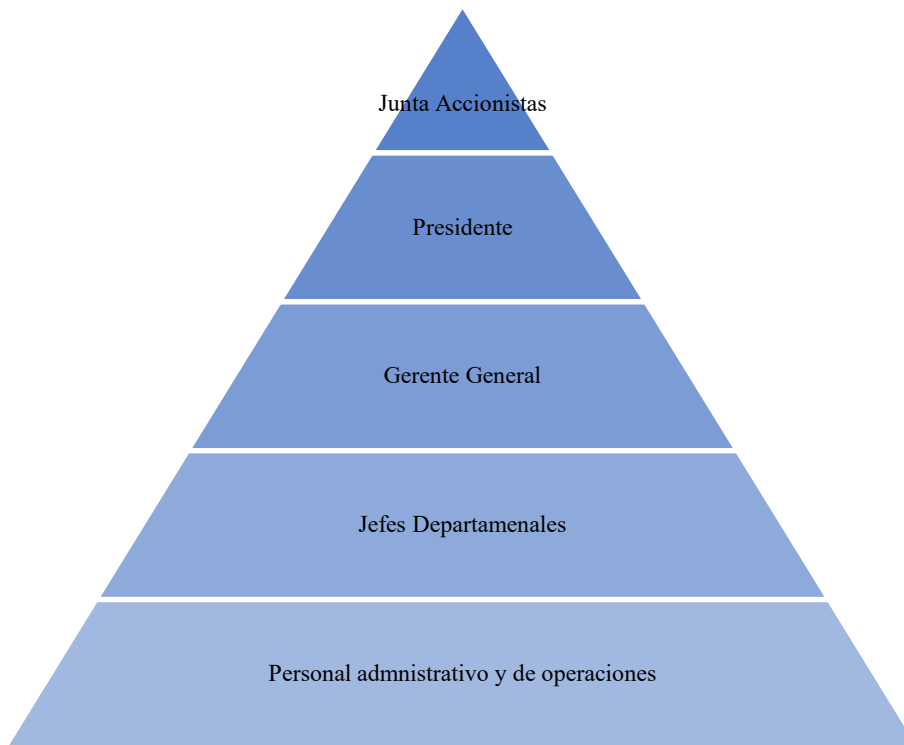 Junta Accionistas
Presidente
Gerente General
Jefes Departamenales
Personal admnistrativo y de operaciones